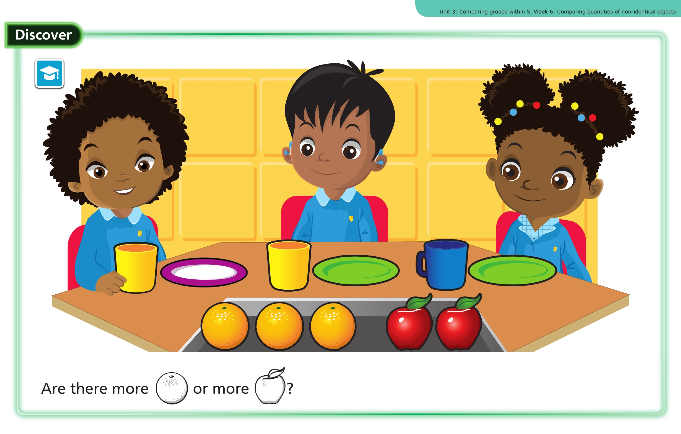 Unit 3: Comparing groups within 5, Week 6: Comparing quantities of non-identical objects
Discover
Are there more or more ?